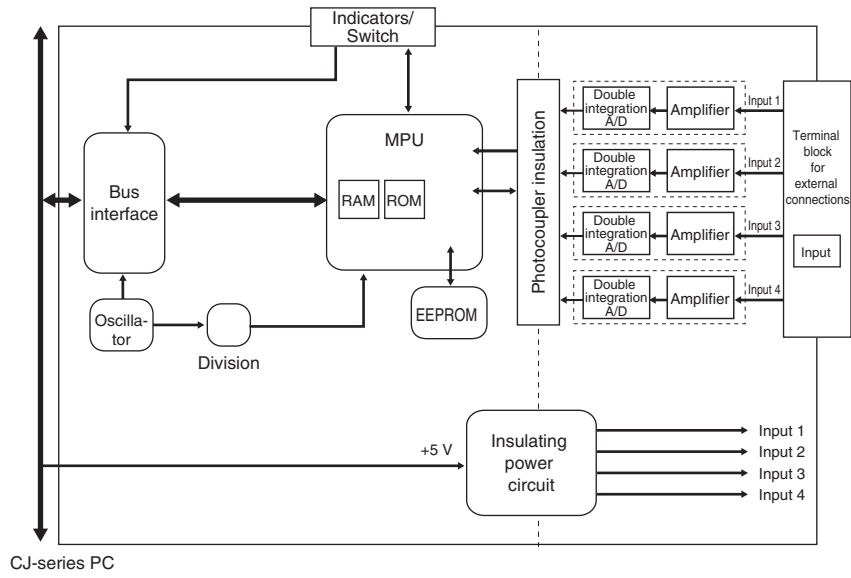 Indicators/
Switch
Bus
interface
MPU
RAM
ROM
EEPROM
Oscilla-
tor
Division
Photocoupler insulation
Double
integration
A/D
Amplifier
Input 1
Double
integration
A/D
Amplifier
Input 2
Double
integration
A/D
Amplifier
Input 3
Double
integration
A/D
Amplifier
Input 4
Terminal
block
for
external
connections
Input
+5 V
Insulating
power
circuit
Input 1
Input 2
Input 3
Input 4
CJ-series PC